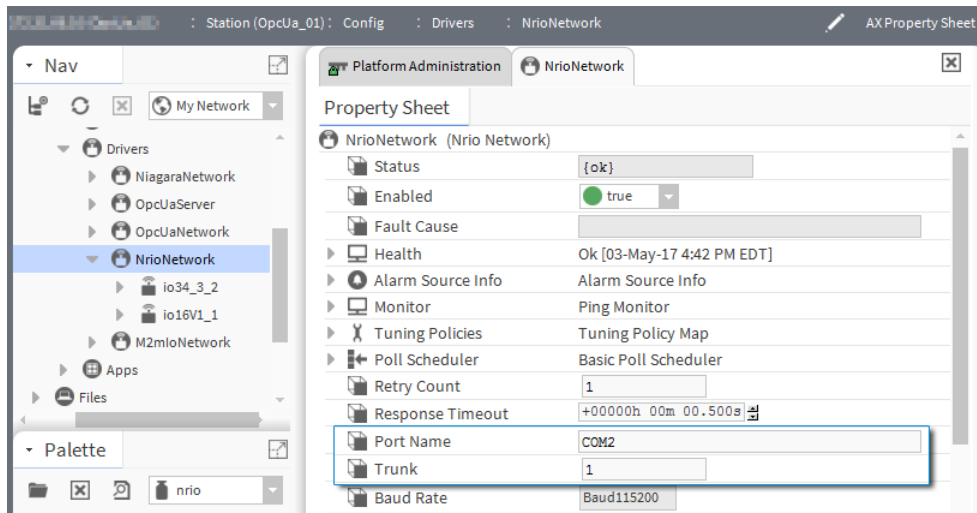 : Station (OpcUa_01) : Config : Drivers : NrioNetwork AX Property Sheet
Nav
Platform Administration NrioNetwork
My Network
Property Sheet
Drivers
NiagaraNetwork
OpcUaServer
OpcUaNetwork
NrioNetwork
io34_3_2
io16V1_1
M2mIoNetwork
Apps
Files
Palette
nrio
NrioNetwork (Nrio Network)
Status {ok}
Enabled true
Fault Cause
Health Ok [03-May-17 4:42 PM EDT]
Alarm Source Info Alarm Source Info
Monitor Ping Monitor
Tuning Policies Tuning Policy Map
Poll Scheduler Basic Poll Scheduler
Retry Count 1
Response Timeout +00000h 00m 00.500s
Port Name COM2
Trunk 1
Baud Rate Baud115200